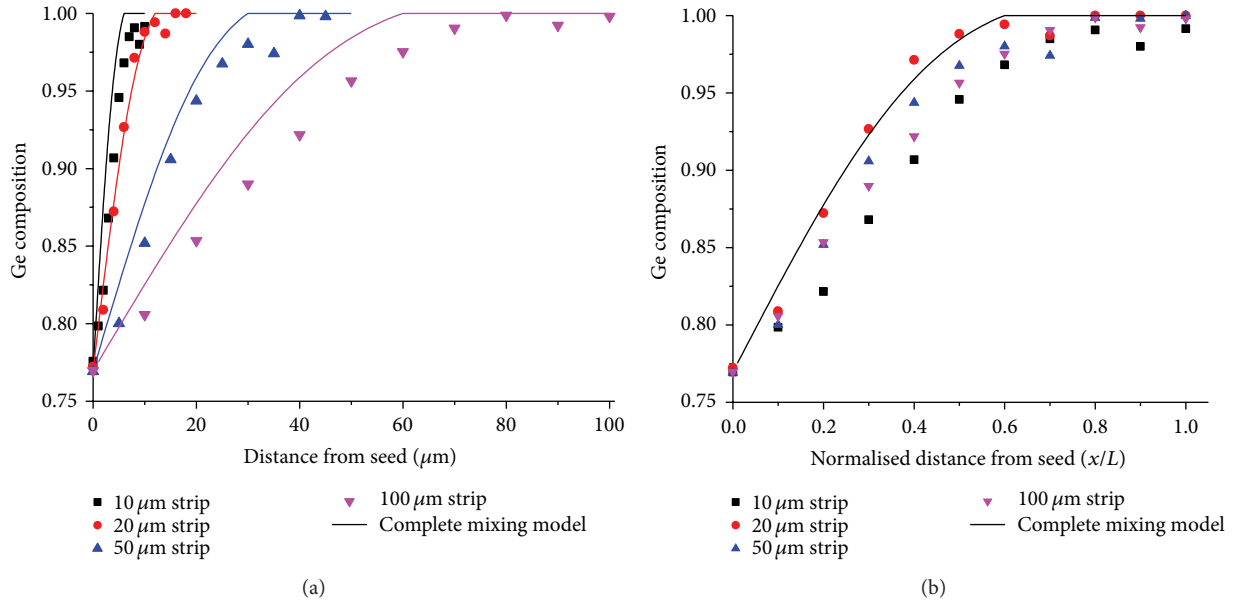 1.00
0.95
0.90
0.85
0.80
0.75
Ge composition
0 20 40 60 80 100
Distance from seed (μm)
10 μm strip
20 μm strip
50 μm strip
100 μm strip
Complete mixing model
(a)
1.00
0.95
0.90
0.85
0.80
0.75
Ge composition
0.0 0.2 0.4 0.6 0.8 1.0
Normalised distance from seed (x/L)
10 μm strip
20 μm strip
50 μm strip
100 μm strip
Complete mixing model
(b)